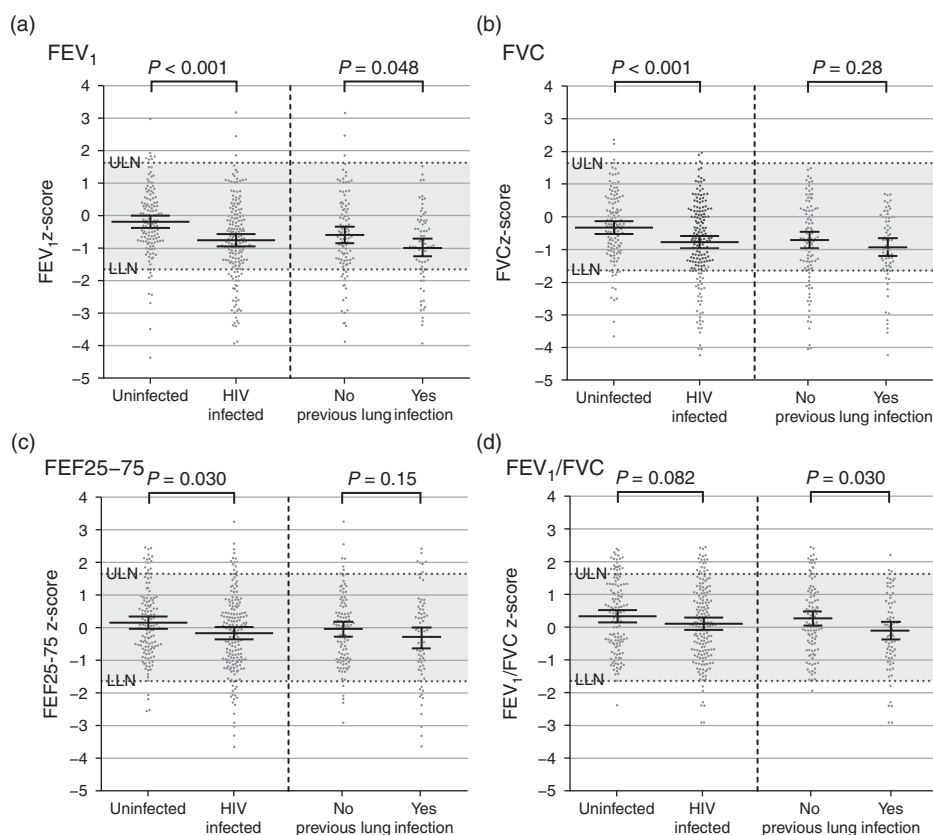 (a)
FEV1
P < 0.001
P = 0.048
4
3
2
ULN
1
0
−1
LLN
−2
−3
−4
−5
FEV1z-score
Uninfected
HIV
infected
No
Yes
previous lung infection
(b)
FVC
P < 0.001
P = 0.28
4
3
2
ULN
1
0
−1
LLN
−2
−3
−4
−5
FVCz-score
Uninfected
HIV
infected
No
Yes
previous lung infection
(c)
FEF25−75
P = 0.030
P = 0.15
4
3
2
ULN
1
0
−1
LLN
−2
−3
−4
−5
FEF25-75 z-score
Uninfected
HIV
infected
No
Yes
previous lung infection
(d)
FEV1/FVC
P = 0.082
P = 0.030
4
3
2
ULN
1
0
−1
LLN
−2
−3
−4
−5
FEV1/FVC z-score
Uninfected
HIV
infected
No
Yes
previous lung infection